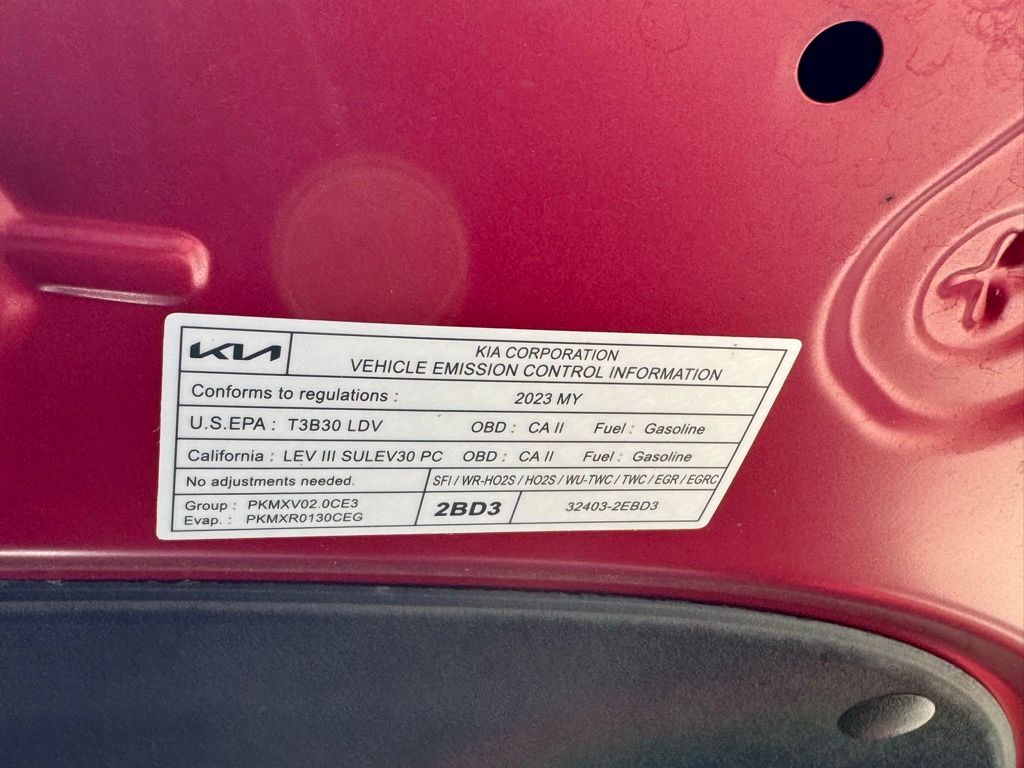 KIA
KIA CORPORATION
VEHICLE EMISSION CONTROL INFORMATION
Conforms to regulations : 2023 MY
U.S.EPA : T3B30 LDV OBD : CA II Fuel : Gasoline
California : LEV III SULEV30 PC OBD : CA II Fuel : Gasoline
No adjustments needed. SFI / WR-HO2S / HO2S / WU-TWC / TWC / EGR / EGRC
Group : PKMXV02.0CE3
Evap. : PKMXR0130CEG
2BD3
32403-2EBD3